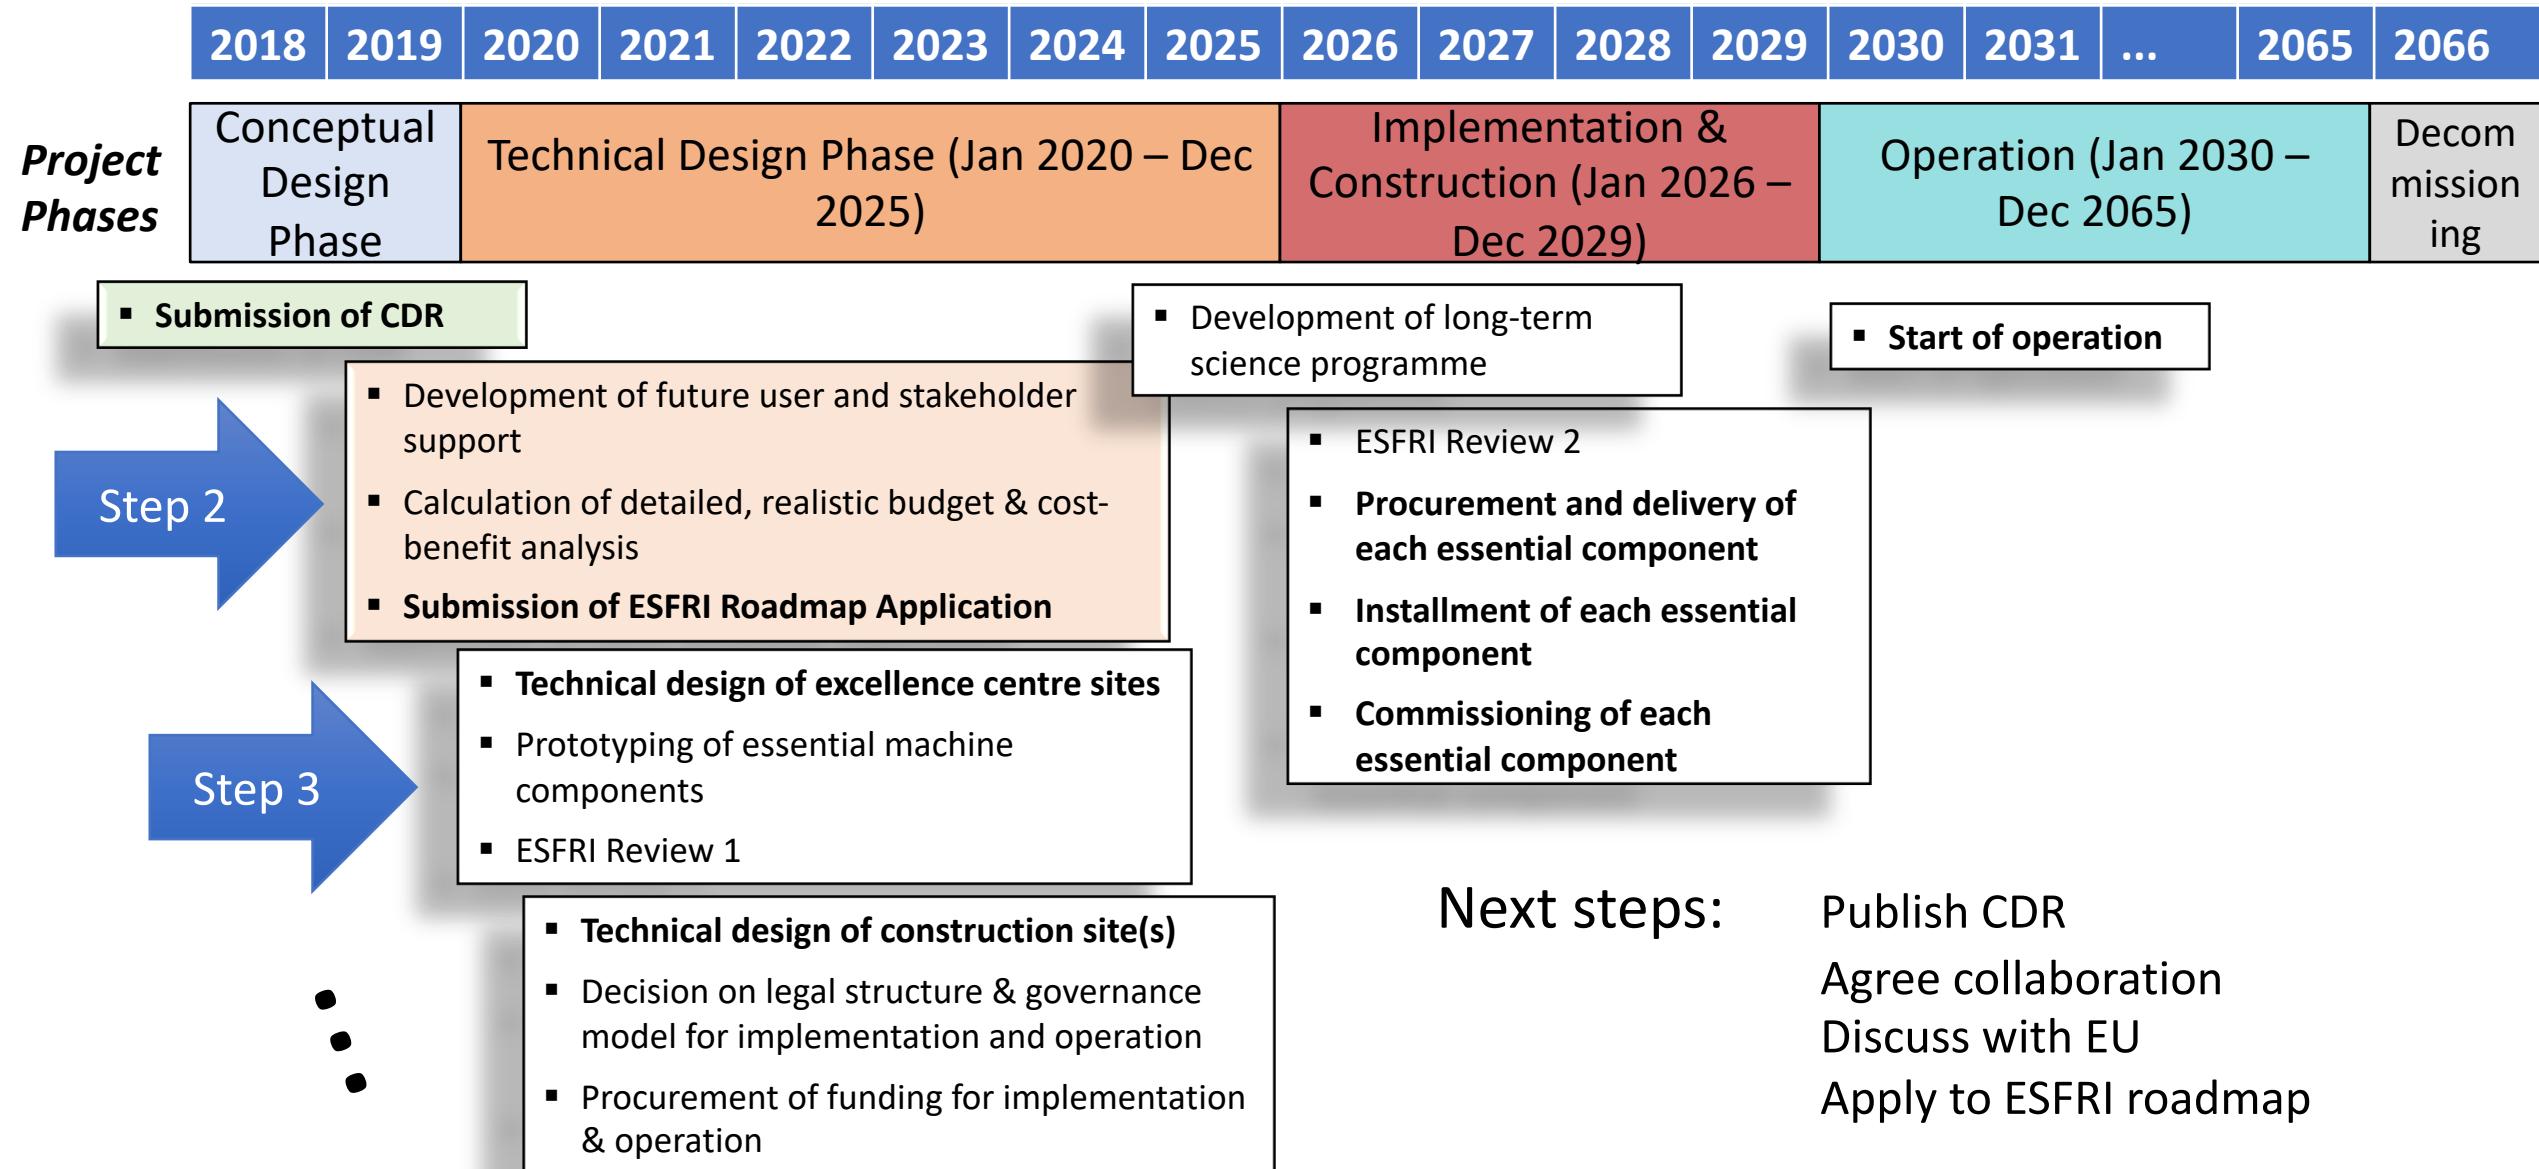 2018 2019 2020 2021 2022 2023 2024 2025 2026 2027 2028 2029 2030 2031 ... 2065 2066
Project
Phases
Conceptual
Design
Phase
Technical Design Phase (Jan 2020 – Dec
2025)
Implementation &
Construction (Jan 2026 –
Dec 2029)
Operation (Jan 2030 –
Dec 2065)
Decom
mission
ing
▪ Submission of CDR
▪ Development of long-term
science programme
▪ Start of operation
Step 2
▪ Development of future user and stakeholder
support
▪ Calculation of detailed, realistic budget & cost-
benefit analysis
▪ Submission of ESFRI Roadmap Application
▪ ESFRI Review 2
▪ Procurement and delivery of
each essential component
▪ Installment of each essential
component
▪ Commissioning of each
essential component
Step 3
▪ Technical design of excellence centre sites
▪ Prototyping of essential machine
components
▪ ESFRI Review 1
▪ Technical design of construction site(s)
▪ Decision on legal structure & governance
model for implementation and operation
▪ Procurement of funding for implementation
& operation
Next steps: Publish CDR
Agree collaboration
Discuss with EU
Apply to ESFRI roadmap